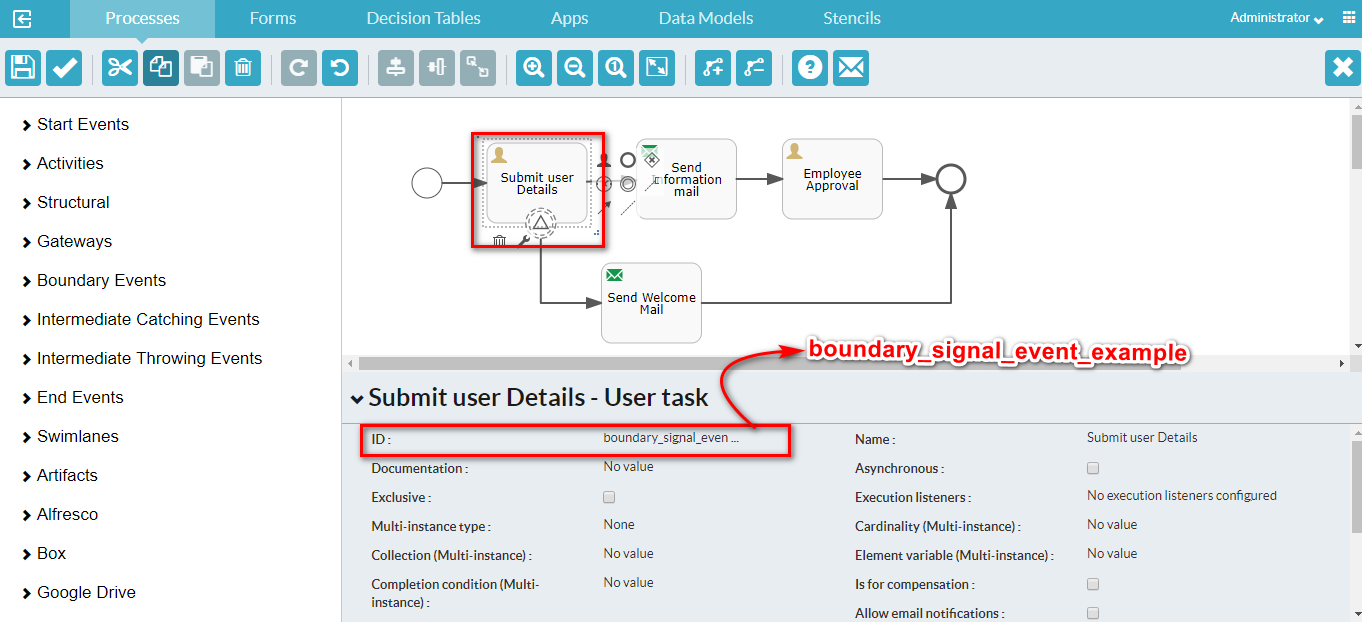 Processes
Forms
Decision Tables
Apps
Data Models
Stencils
Administrator
Start Events
Activities
Structural
Gateways
Boundary Events
Intermediate Catching Events
Intermediate Throwing Events
End Events
Swimlanes
Artifacts
Alfresco
Box
Google Drive
Submit user
Details
Send
Information
mail
Employee
Approval
Send Welcome
Mail
boundary_signal_event_example
Submit user Details - User task
ID :
boundary_signal_even ...
Name :
Submit user Details
Documentation :
No value
Asynchronous :
Exclusive :
Execution listeners :
No execution listeners configured
Multi-instance type :
None
Cardinality (Multi-instance) :
No value
Collection (Multi-instance) :
No value
Element variable (Multi-instance) :
No value
Completion condition (Multi-
instance) :
No value
Is for compensation :
Allow email notifications :